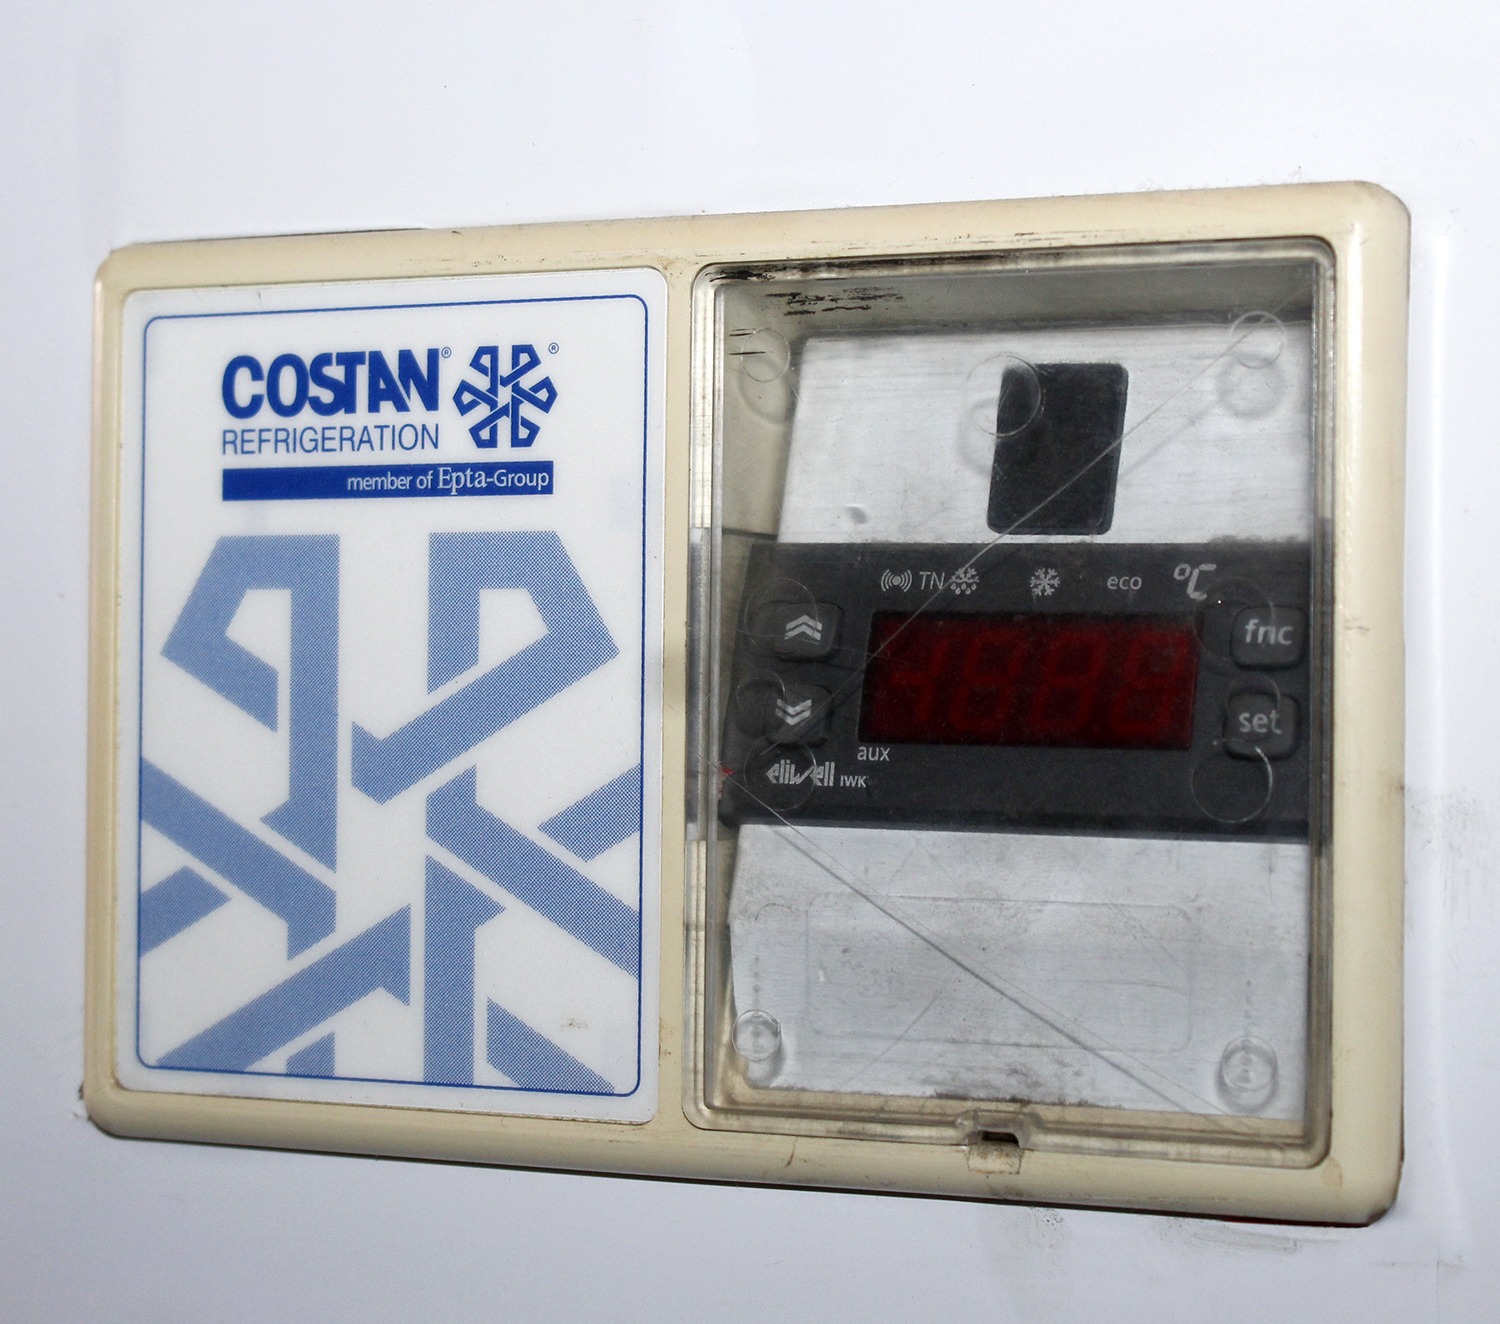 COSTAN®
®
REFRIGERATION
member of Epta-Group
TN
eco
°C
fnc
set
aux
eliwell IWK